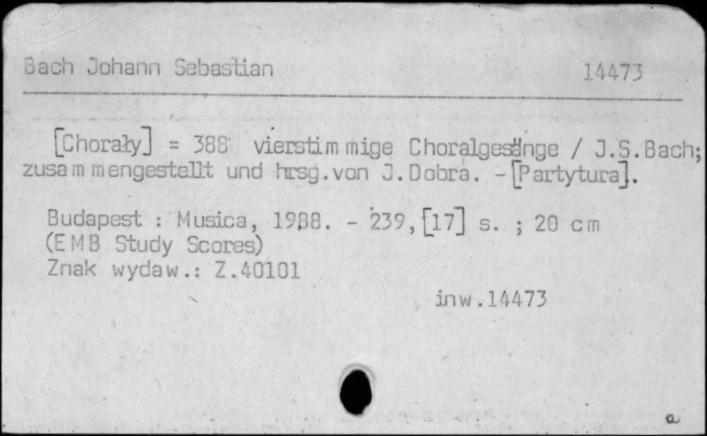 Bach Johann Sebastian 14473
[Chorały] = 388 vierstimmige Choralgesänge / J.S.Bach;
zusammengestellt und hrsg.von J.Dobra. - [Partytura].
Budapest : Musica, 1988. - 239,[17] s. ; 20 cm
(EMB Study Scores)
Znak wydaw.: Z.40101
inw.14473
a